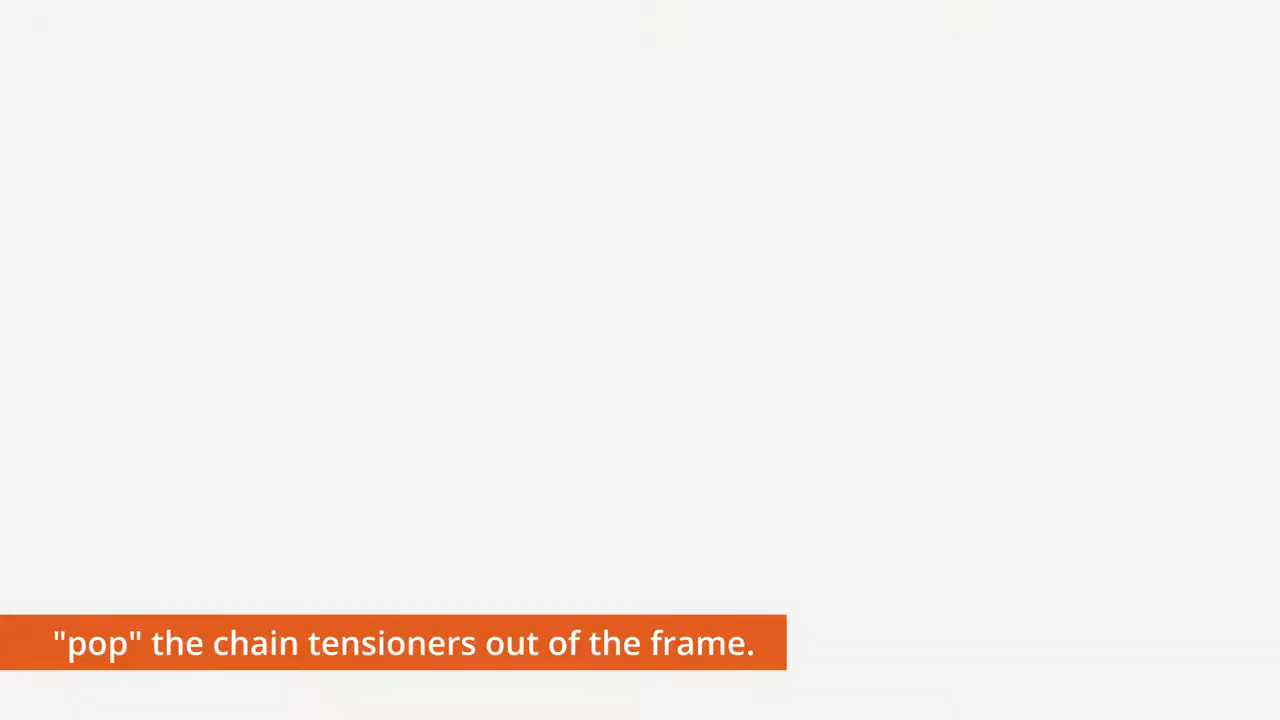 "pop" the chain tensioners out of the frame.